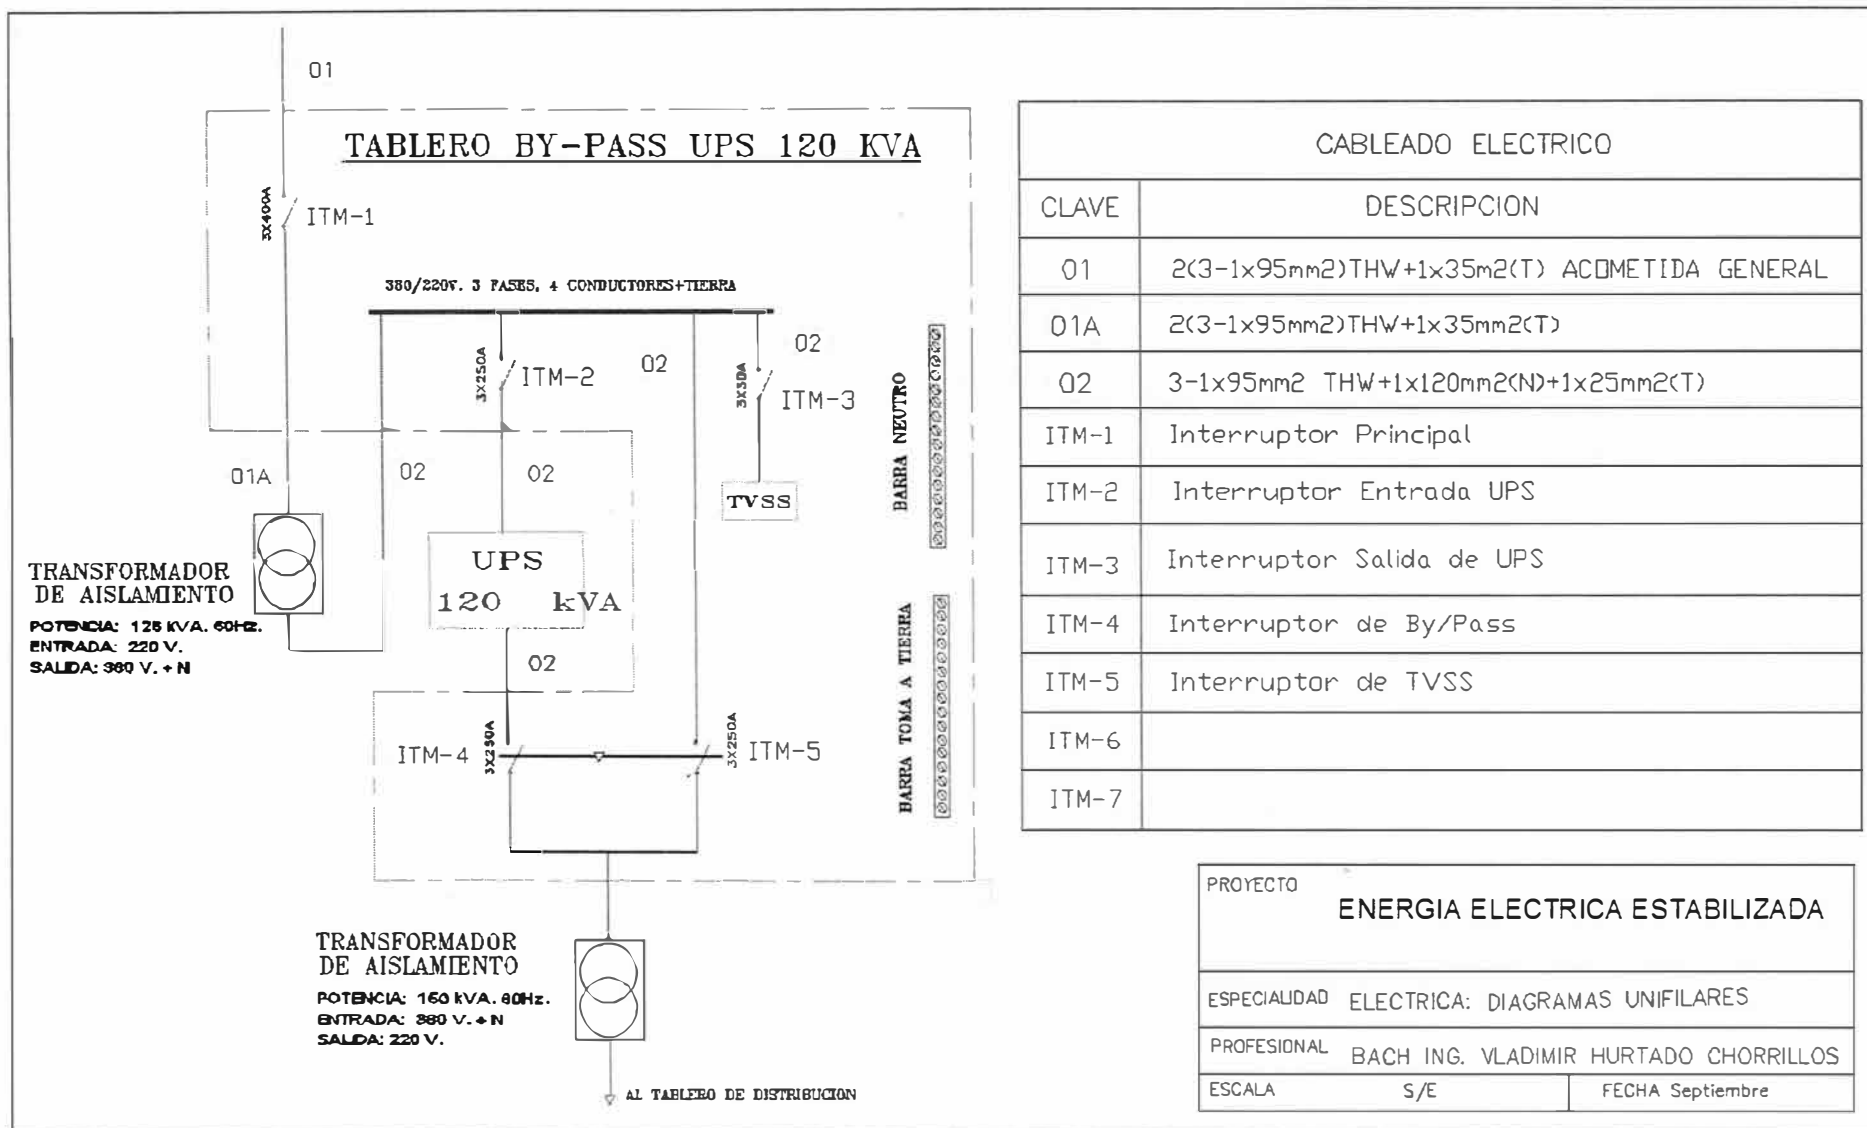 01
TABLERO BY-PASS UPS 120 KVA
3X400A
ITM-1
380/220V. 3 FASES, 4 CONDUCTORES+TIERRA
3X250A
ITM-2
02
02
3X30A
ITM-3
01A
02
02
TVSS
BARRA NEUTRO
UPS
120 kVA
TRANSFORMADOR
DE AISLAMIENTO
POTENCIA: 125 KVA. 60HZ.
ENTRADA: 220 V.
SALIDA: 380 V. + N
02
BARRA TOMA A TIERRA
ITM-4
3X250A
3X250A
ITM-5
TRANSFORMADOR
DE AISLAMIENTO
POTENCIA: 150 kVA. 60Hz.
ENTRADA: 380 V. + N
SALIDA: 220 V.
AL TABLERO DE DISTRIBUCION
CABLEADO ELECTRICO
CLAVE DESCRIPCION
01 2(3-1x95mm2)THW+1x35m2(T) ACOMETIDA GENERAL
01A 2(3-1x95mm2)THW+1x35mm2(T)
02 3-1x95mm2 THW+1x120mm2(N)+1x25mm2(T)
ITM-1 Interruptor Principal
ITM-2 Interruptor Entrada UPS
ITM-3 Interruptor Salida de UPS
ITM-4 Interruptor de By/Pass
ITM-5 Interruptor de TVSS
ITM-6
ITM-7
PROYECTO
ENERGIA ELECTRICA ESTABILIZADA
ESPECIALIDAD ELECTRICA: DIAGRAMAS UNIFILARES
PROFESIONAL BACH ING. VLADIMIR HURTADO CHORRILLOS
ESCALA S/E FECHA Septiembre